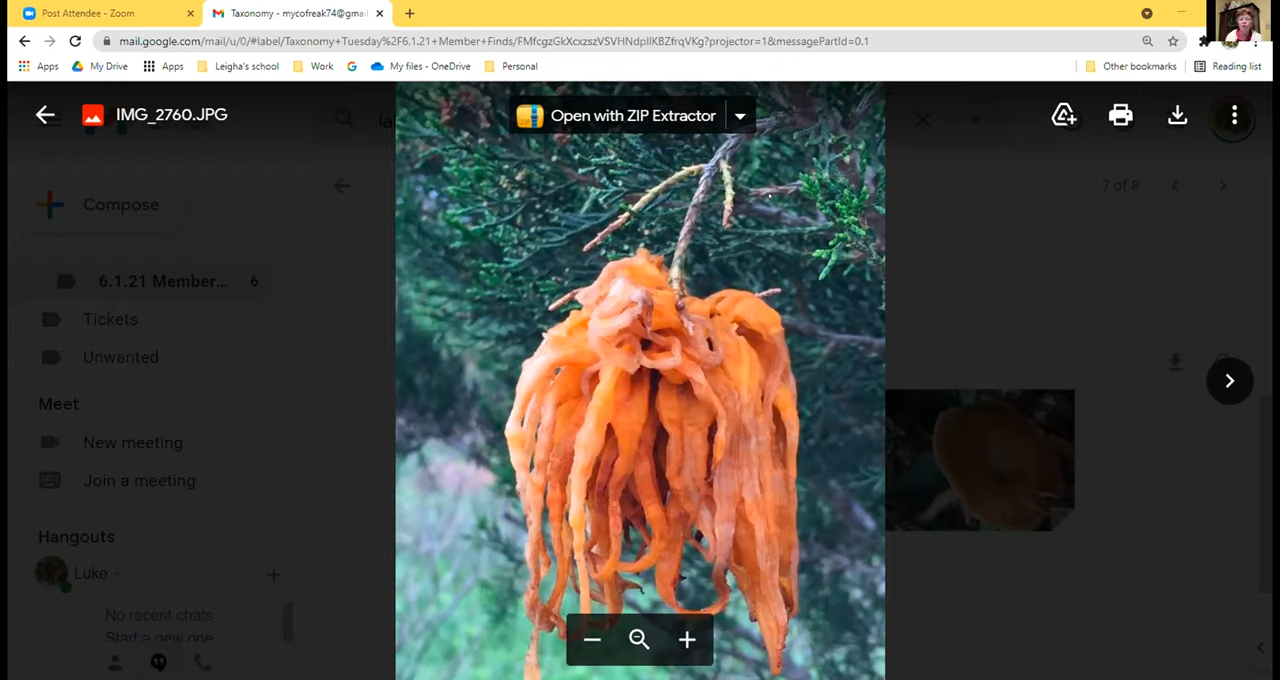 Post Attendee - Zoom
Taxonomy - mycofreak74@gmai
mail.google.com/mail/u/0/#label/Taxonomy+Tuesday%2F6.1.21+Member+Finds/FMfcgzGkXcxzszVSVHNdpllKBZfrqVKg?projector=1&messagePartId=0.1
Apps
My Drive
Apps
Leigha's school
Work
My files - OneDrive
Personal
Other bookmarks
Reading list
IMG_2760.JPG
Open with ZIP Extractor
Compose
7 of 8
6.1.21 Member... 6
Tickets
Unwanted
Meet
New meeting
Join a meeting
Hangouts
Luke
No recent chats
Start a new one